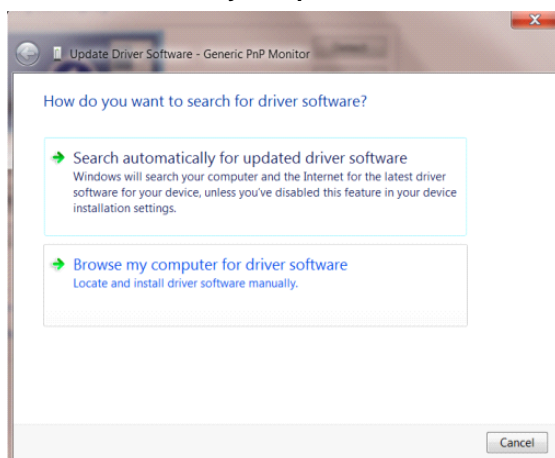 X
Update Driver Software - Generic PnP Monitor
How do you want to search for driver software?
Search automatically for updated driver software
Windows will search your computer and the Internet for the latest driver
software for your device, unless you've disabled this feature in your device
installation settings.
Browse my computer for driver software
Locate and install driver software manually.
Cancel